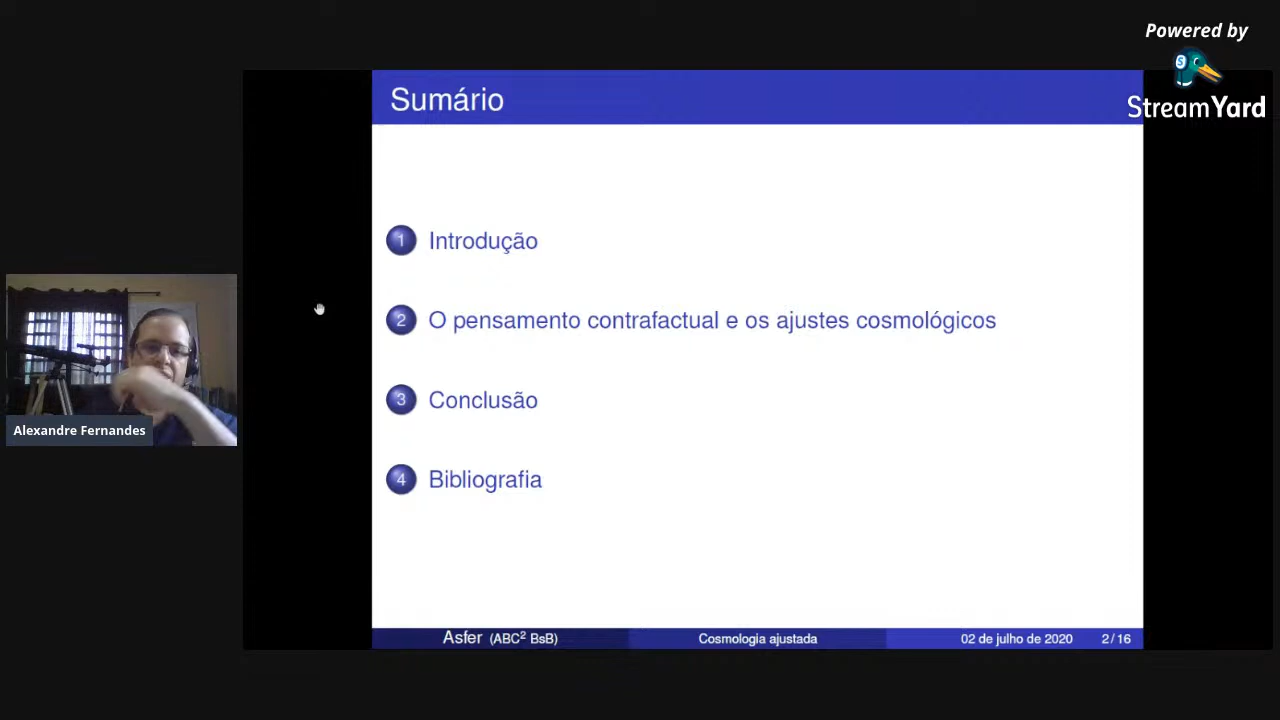 Powered by
StreamYard
Sumário
1 Introdução
2 O pensamento contrafactual e os ajustes cosmológicos
3 Conclusão
4 Bibliografia
Alexandre Fernandes
Asfer (ABC² BsB) Cosmologia ajustada 02 de julho de 2020 2/16